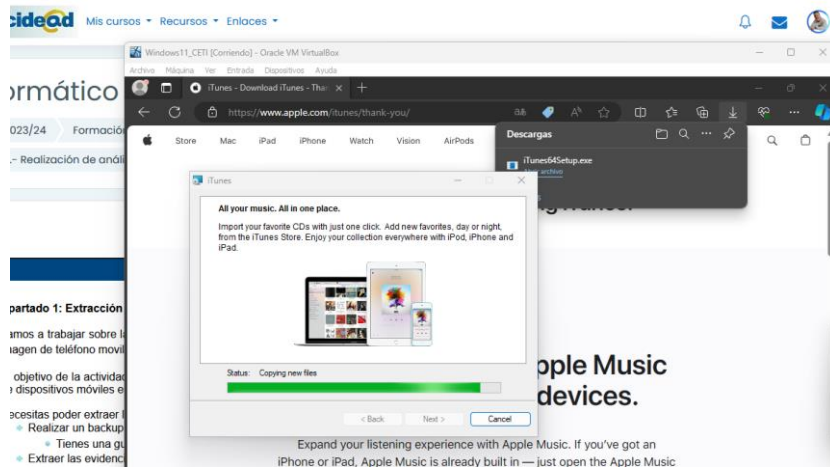 cidead Mis cursos Recursos Enlaces
Windows11_CETI [Corriendo] - Oracle VM VirtualBox
Archivo Máquina Ver Entrada Dispositivos Ayuda
iTunes - Download iTunes - Than
https://www.apple.com/itunes/thank-you/
Store Mac iPad iPhone Watch Vision AirPods
Descargas
iTunes64Setup.exe
archivo
ormático
023/24 Formación
.- Realización de análi
iTunes
All your music. All in one place.
Import your favorite CDs with just one click. Add new favorites, day or night,
from the iTunes Store. Enjoy your collection everywhere with iPod, iPhone and
iPad.
Status: Copying new files
< Back Next > Cancel
partado 1: Extracción
amos a trabajar sobre la
nagen de teléfono movil
objetivo de la actividad
dispositivos móviles e
ecesitas poder extraer l
Realizar un backup
Tienes una gu
Extraer las evidenc
pple Music
devices.
Expand your listening experience with Apple Music. If you've got an
iPhone or iPad, Apple Music is already built in — just open the Apple Music